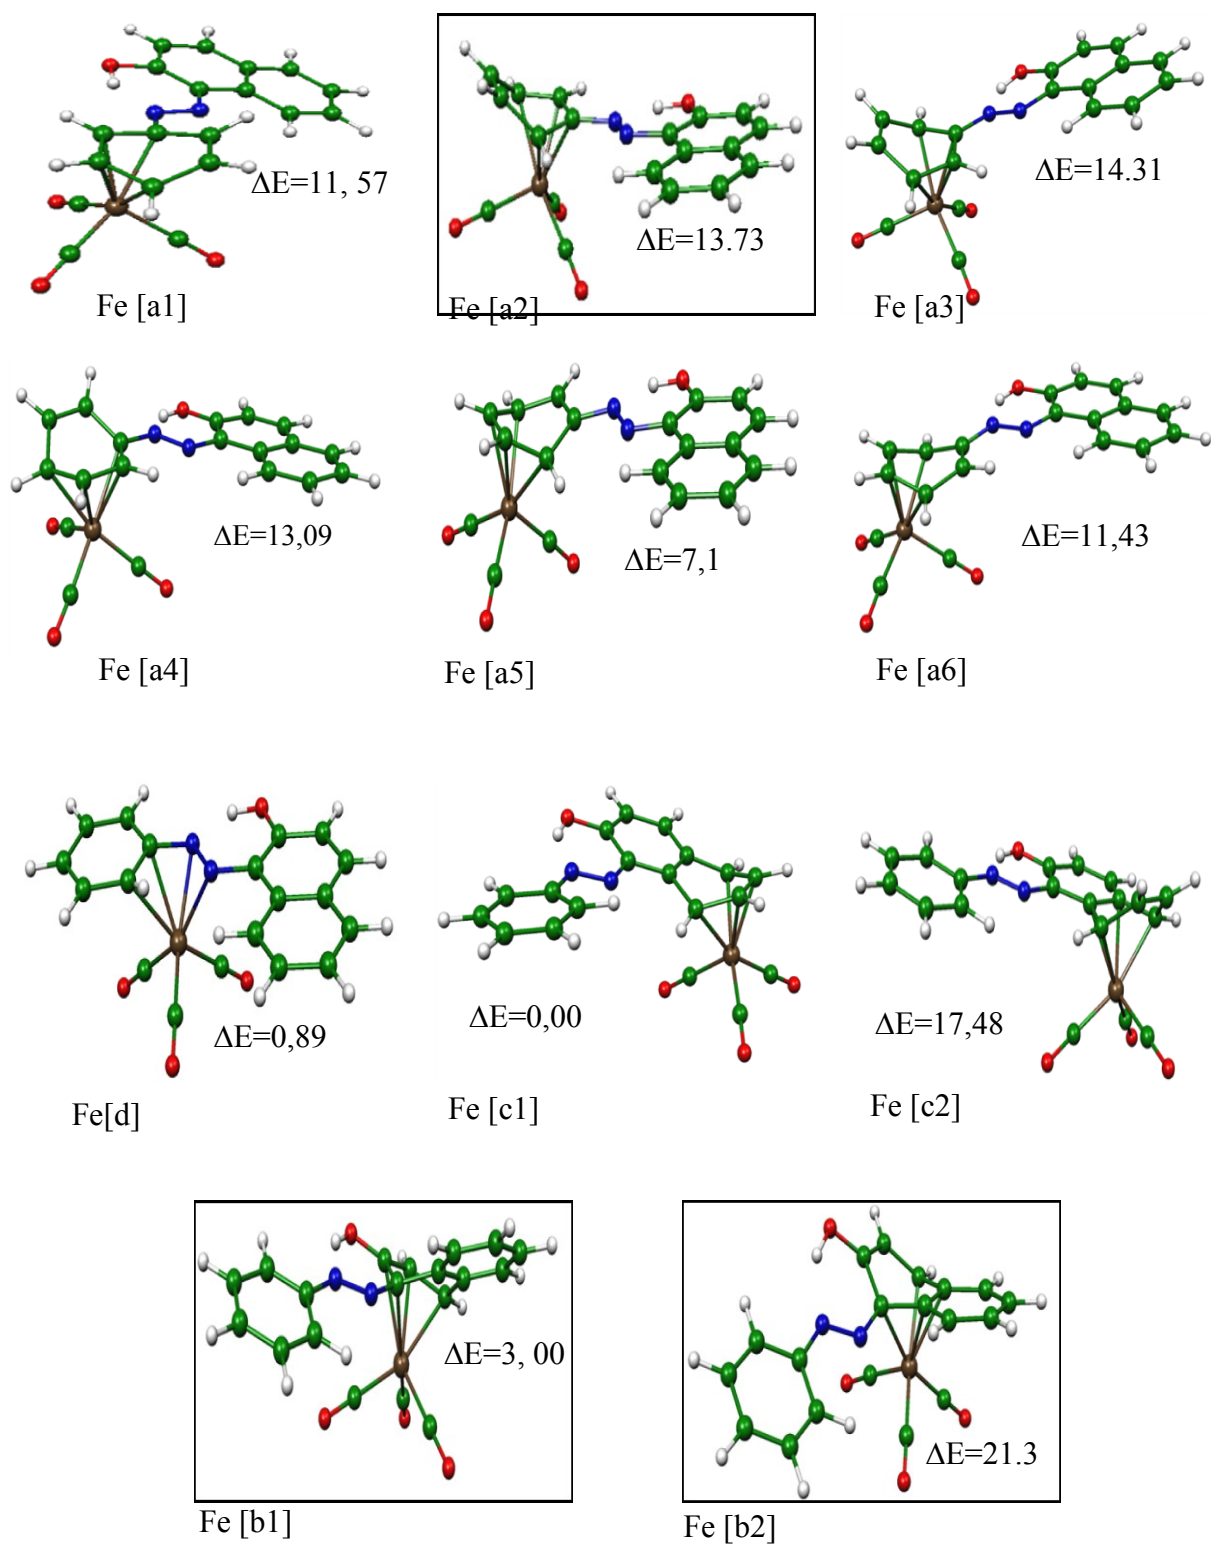 ΔE=11, 57
Fe [a1]
ΔE=13.73
Fe [a2]
ΔE=14.31
Fe [a3]
ΔE=13,09
Fe [a4]
ΔE=7,1
Fe [a5]
ΔE=11,43
Fe [a6]
ΔE=0,89
Fe[d]
ΔE=0,00
Fe [c1]
ΔE=17,48
Fe [c2]
ΔE=3, 00
Fe [b1]
ΔE=21.3
Fe [b2]